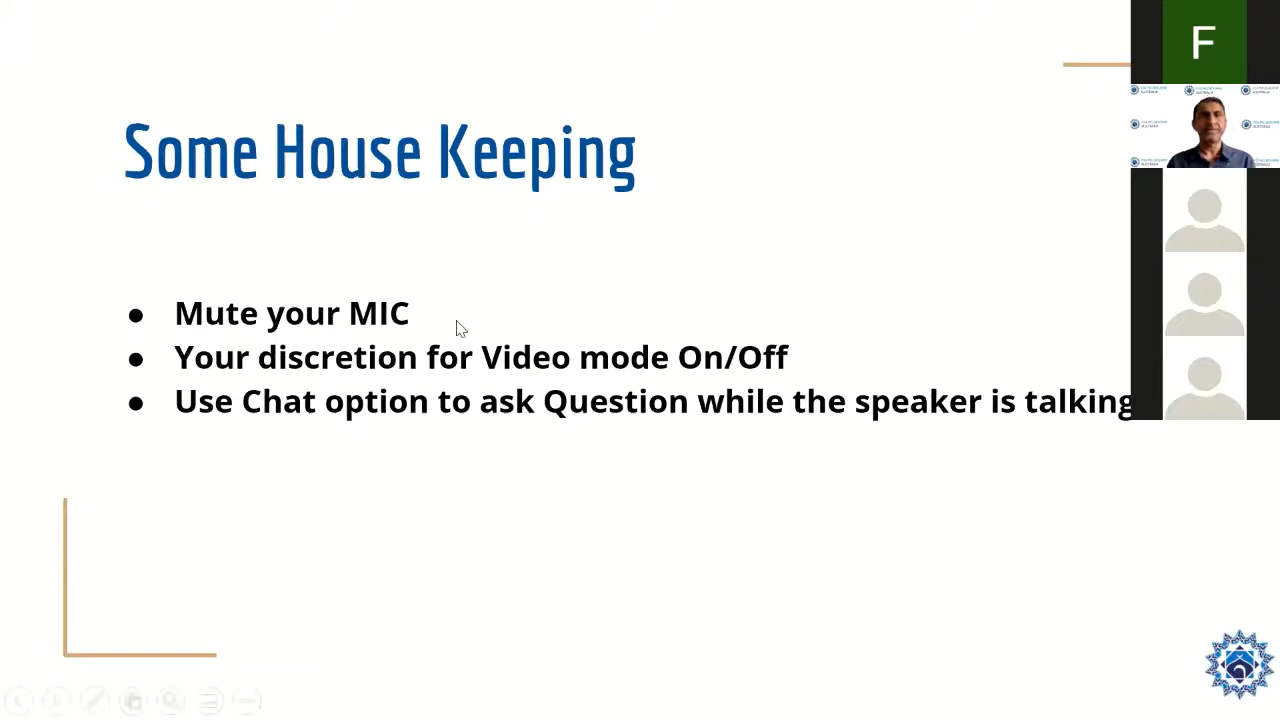 Some House Keeping
● Mute your MIC
● Your discretion for Video mode On/Off
● Use Chat option to ask Question while the speaker is talking
F